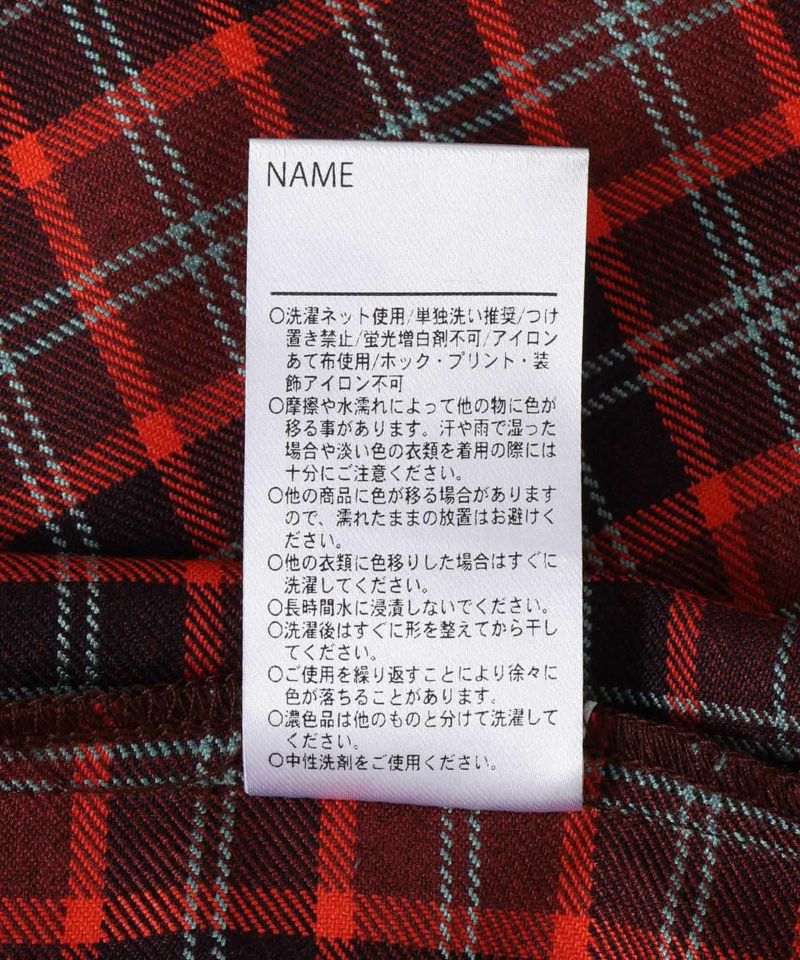 NAME
○洗濯ネット使用/単独洗い推奨/つけ
置き禁止/蛍光増白剤不可/アイロン
あて布使用/ホック・プリント・装
飾アイロン不可
○摩擦や水濡れによって他の物に色が
移る事があります。汗や雨で湿った
場合や淡い色の衣類を着用の際には
十分にご注意ください。
○他の商品に色が移る場合があります
ので、濡れたままの放置はお避けく
ださい。
○他の衣類に色移りした場合はすぐに
洗濯してください。
○長時間水に浸漬しないでください。
○洗濯後はすぐに形を整えてから干し
てください。
○ご使用を繰り返すことにより徐々に
色が落ちることがあります。
○濃色品は他のものと分けて洗濯して
ください。
○中性洗剤をご使用ください。